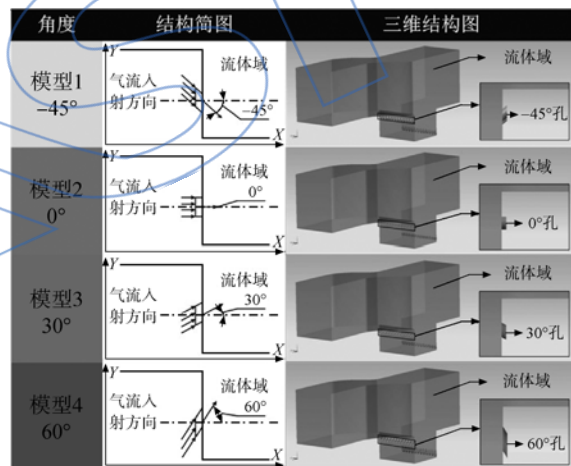 角度 结构简图 三维结构图
模型1
−45°
Y
气流入
射方向
流体域
−45°
X
流体域
−45°孔
模型2
0°
Y
气流入
射方向
流体域
0°
X
流体域
0°孔
模型3
30°
Y
气流入
射方向
流体域
30°
X
流体域
30°孔
模型4
60°
Y
气流入
射方向
流体域
60°
X
流体域
60°孔